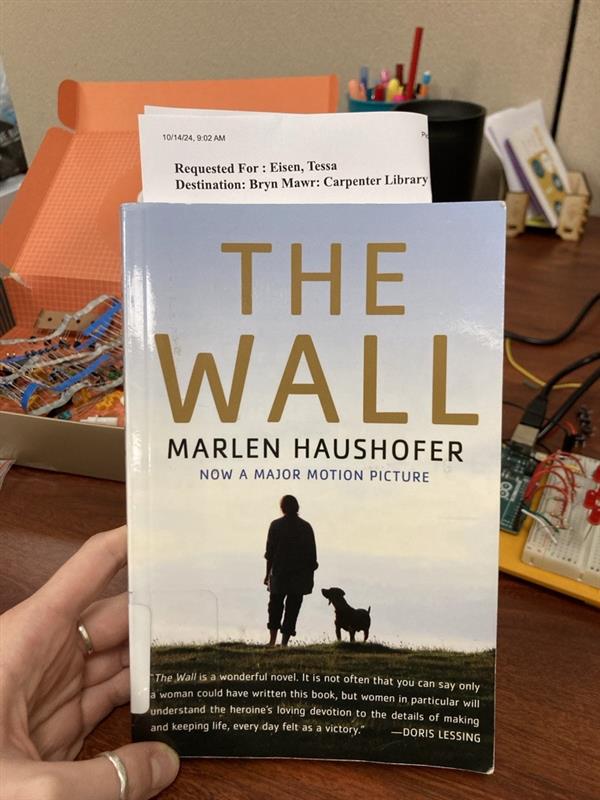 10/14/24, 9:02 AM
Requested For : Eisen, Tessa
Destination: Bryn Mawr: Carpenter Library
THE
WALL
MARLEN HAUSHOFER
NOW A MAJOR MOTION PICTURE
"The Wall is a wonderful novel. It is not often that you can say only
a woman could have written this book, but women in particular will
understand the heroine's loving devotion to the details of making
and keeping life, every day felt as a victory." —DORIS LESSING